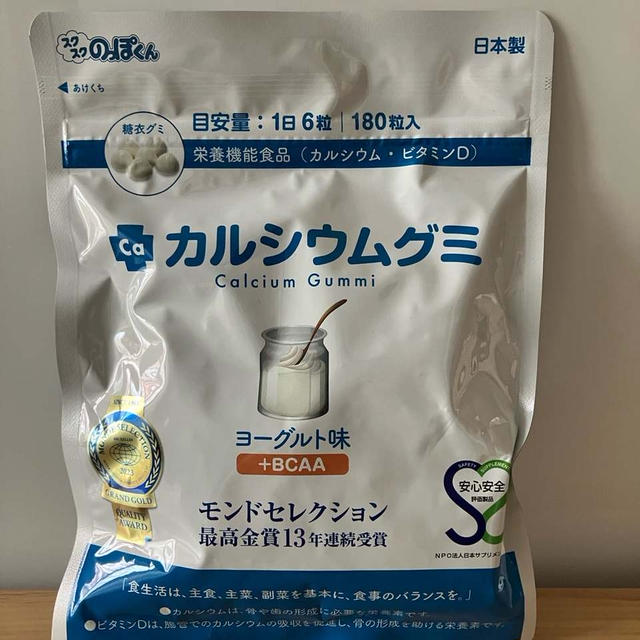 スクスク のっぽくん
日本製
あけくち
糖衣グミ
目安量：1日6粒｜180粒入
栄養機能食品（カルシウム・ビタミンD）
Ca カルシウムグミ
Calcium Gummi
ヨーグルト味
+BCAA
MONDE SELECTION
2023
GRAND GOLD
QUALITY
AWARD
SAFETY SUPPLEMENT
安心安全
評価製品
NPO法人日本サプリメン
モンドセレクション
最高金賞13年連続受賞
「食生活は、主食、主菜、副菜を基本に、食事のバランスを。」
●カルシウムは、骨や歯の形成に必要な栄養素です。
●ビタミンDは、腸管でのカルシウムの吸収を促進し、骨の形成を助ける栄養素です。